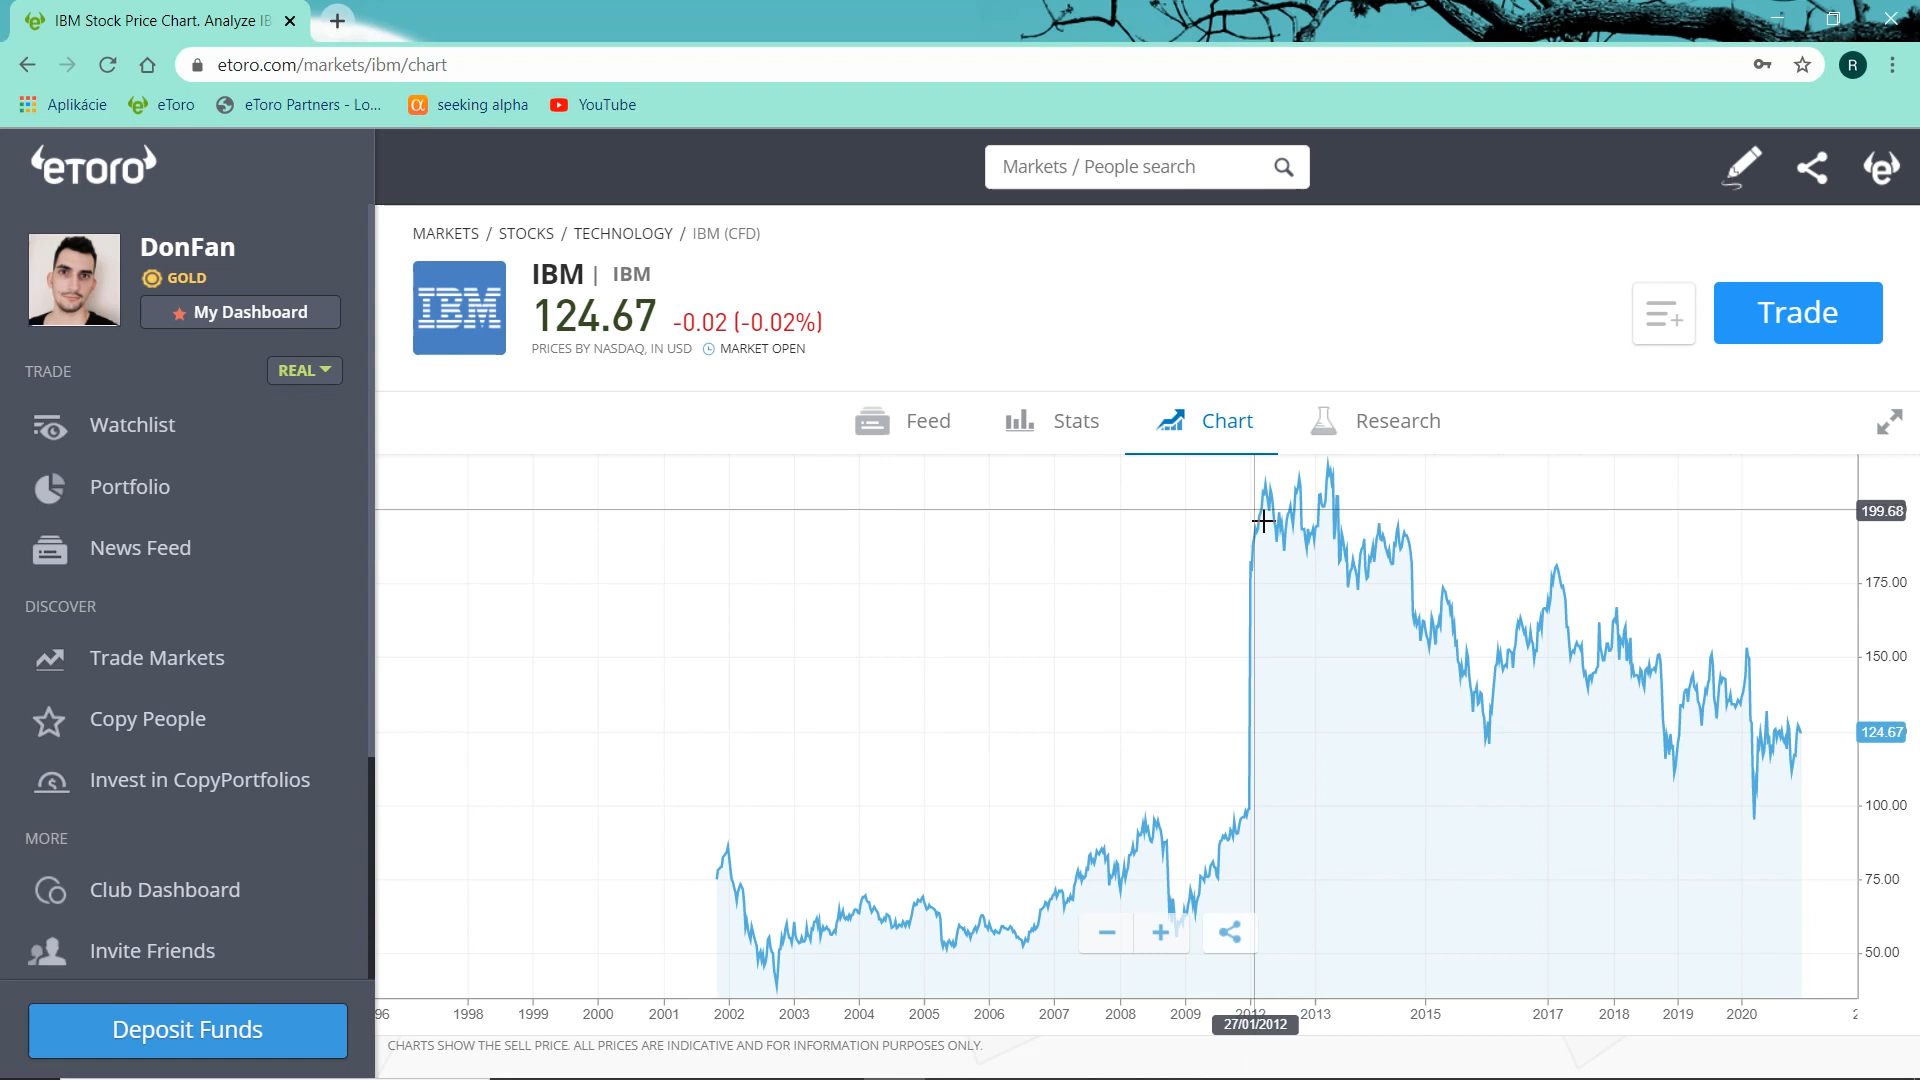 IBM Stock Price Chart. Analyze IB
etoro.com/markets/ibm/chart
R
Aplikácie
eToro
eToro Partners - Lo...
seeking alpha
YouTube
eTORO
Markets / People search
DonFan
GOLD
My Dashboard
TRADE
REAL
Watchlist
Portfolio
News Feed
DISCOVER
Trade Markets
Copy People
Invest in CopyPortfolios
MORE
Club Dashboard
Invite Friends
Deposit Funds
MARKETS / STOCKS / TECHNOLOGY / IBM (CFD)
IBM
IBM | IBM
124.67 -0.02 (-0.02%)
PRICES BY NASDAQ, IN USD MARKET OPEN
Trade
Feed
Stats
Chart
Research
199.68
175.00
150.00
124.67
100.00
75.00
50.00
96 1998 1999 2000 2001 2002 2003 2004 2005 2006 2007 2008 2009 2012 2013 2015 2017 2018 2019 2020 2
27/01/2012
CHARTS SHOW THE SELL PRICE. ALL PRICES ARE INDICATIVE AND FOR INFORMATION PURPOSES ONLY.